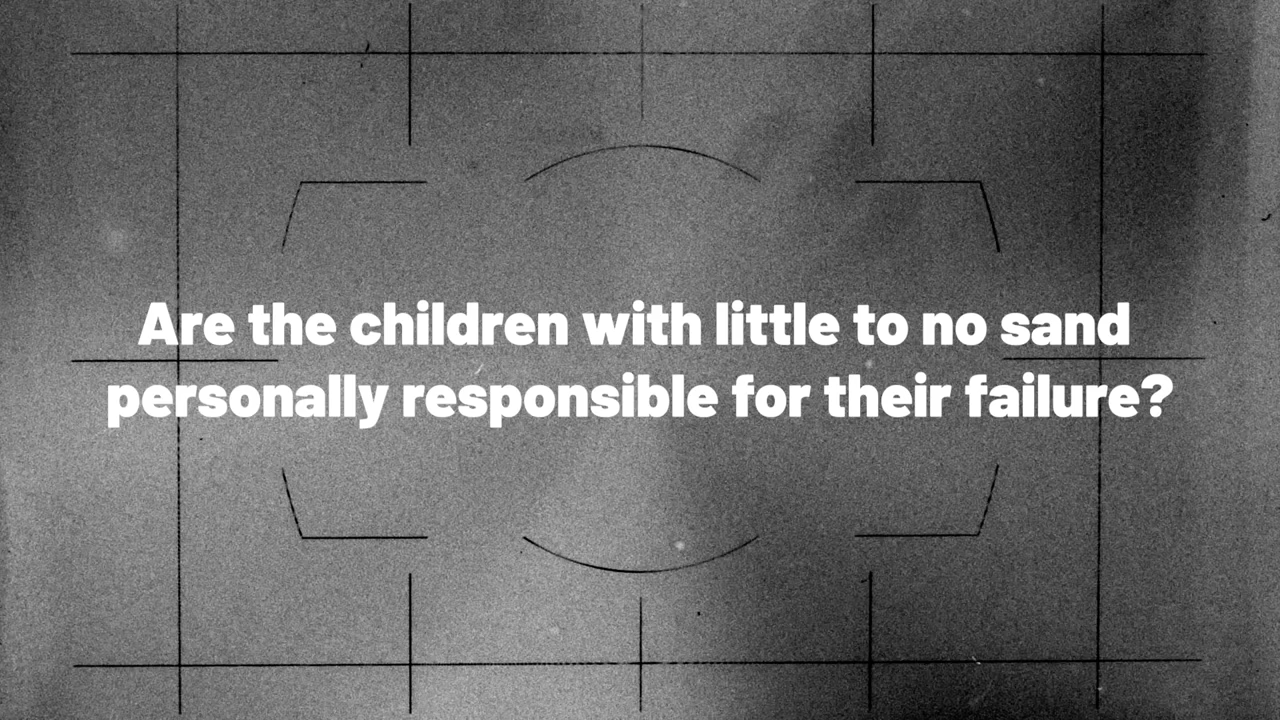 Are the children with little to no sand
personally responsible for their failure?